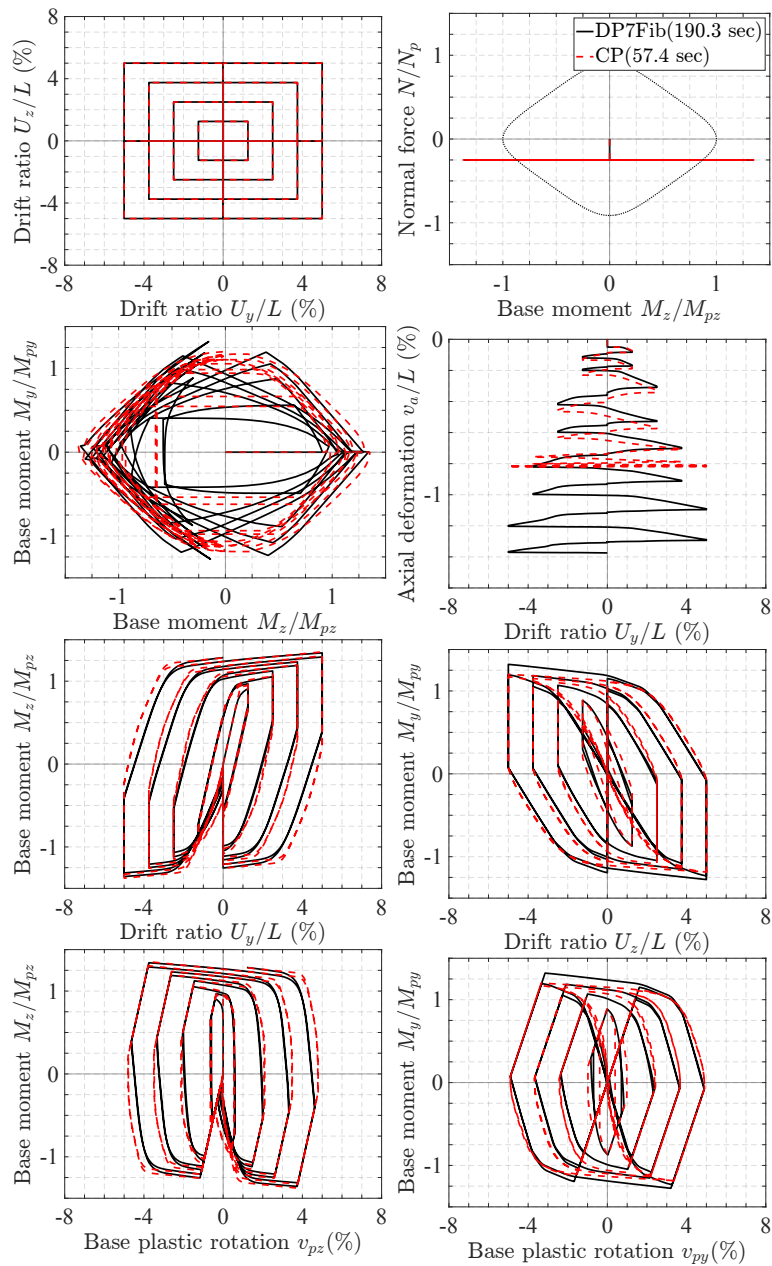 8
4
0
-4
-8
-8 -4 0 4 8
Drift ratio U_z/L (%)
Drift ratio U_y/L (%)
DP7Fib(190.3 sec)
CP(57.4 sec)
1
0
-1
-1 0 1
Normal force N/N_p
Base moment M_z/M_pz
1
0
-1
-1 0 1
Base moment M_y/M_py
Base moment M_z/M_pz
0
-1
-8 -4 0 4 8
Axial deformation v_a/L (%)
Drift ratio U_y/L (%)
1
0
-1
-8 -4 0 4 8
Base moment M_z/M_pz
Drift ratio U_y/L (%)
1
0
-1
-8 -4 0 4 8
Base moment M_y/M_py
Drift ratio U_z/L (%)
1
0
-1
-8 -4 0 4 8
Base moment M_z/M_pz
Base plastic rotation v_pz(%)
1
0
-1
-8 -4 0 4 8
Base moment M_y/M_py
Base plastic rotation v_py(%)